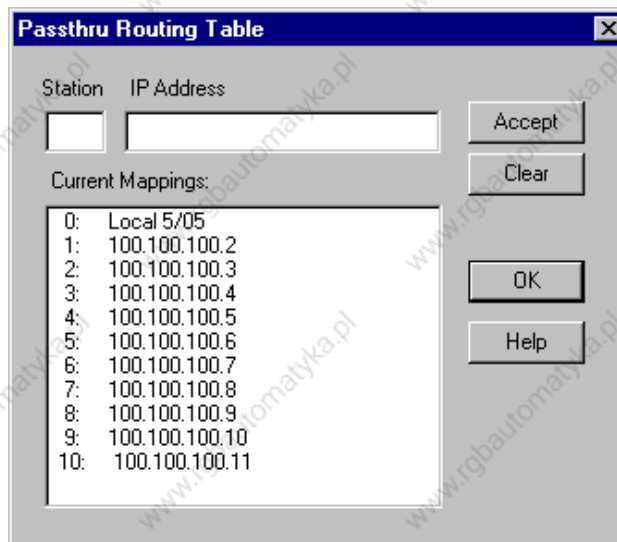 Passthru Routing Table
Station IP Address
Accept
Clear
Current Mappings:
0: Local 5/05
1: 100.100.100.2
2: 100.100.100.3
3: 100.100.100.4
4: 100.100.100.5
5: 100.100.100.6
6: 100.100.100.7
7: 100.100.100.8
8: 100.100.100.9
9: 100.100.100.10
10: 100.100.100.11
OK
Help
www.rgbautomatyka.pl